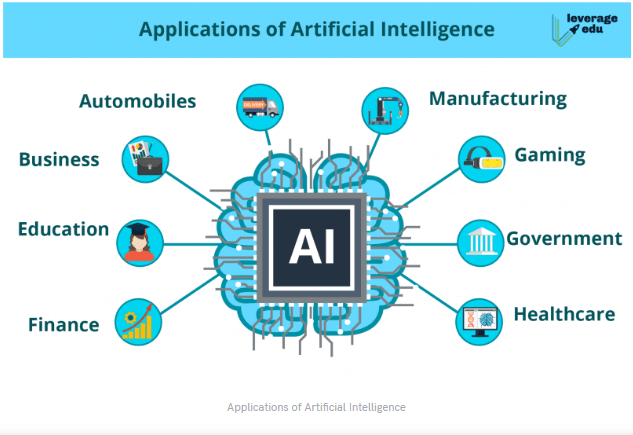 Applications of Artificial Intelligence
leverage
edu
Automobiles
Manufacturing
Business
Gaming
Education
Government
Finance
Healthcare
DELIVERY
AI
Applications of Artificial Intelligence